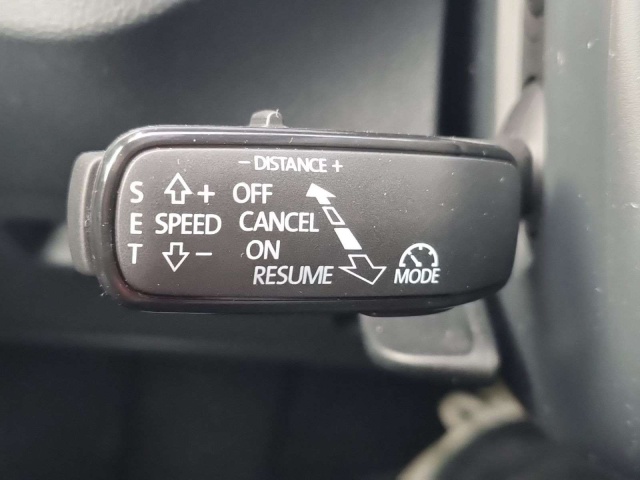 - DISTANCE +
S + OFF
E SPEED CANCEL
T - ON
RESUME MODE